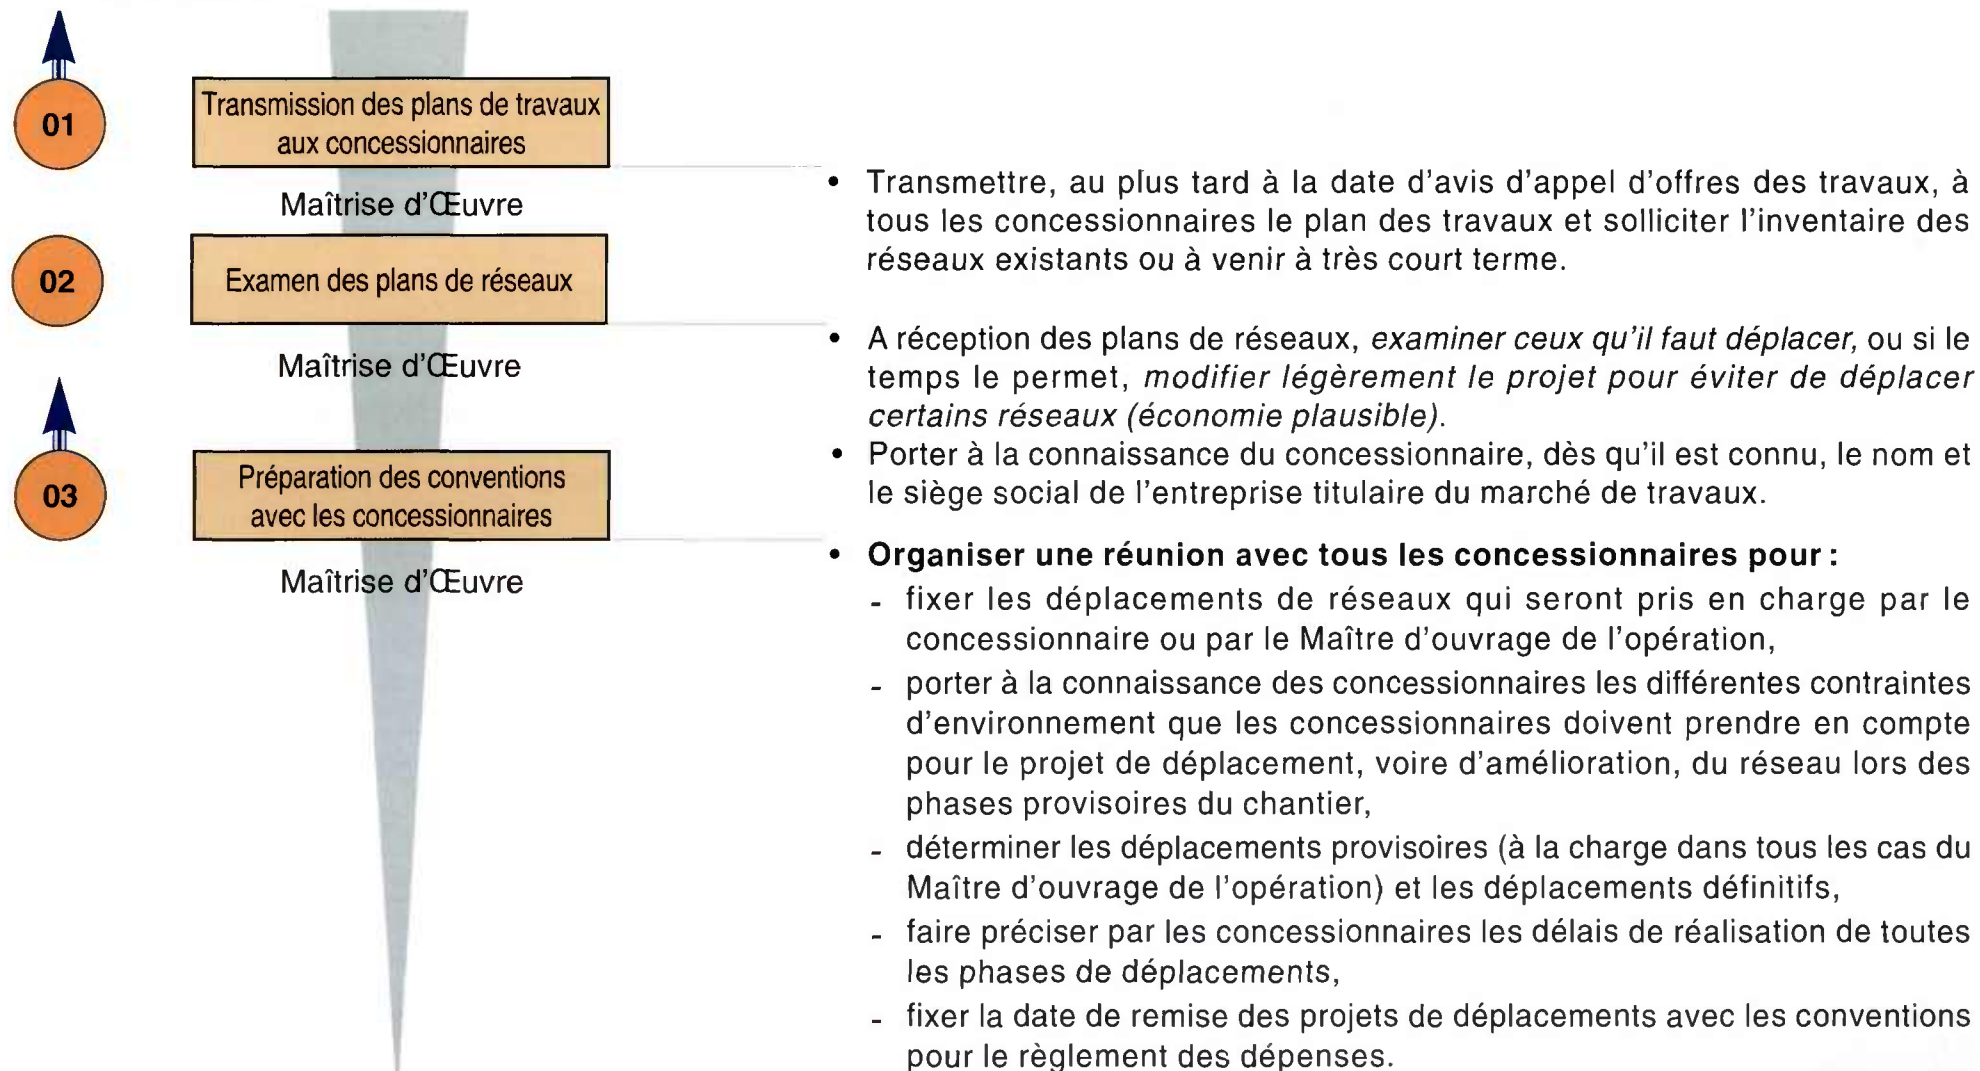 01
Transmission des plans de travaux
aux concessionnaires
Maîtrise d'Œuvre
02
Examen des plans de réseaux
Maîtrise d'Œuvre
03
Préparation des conventions
avec les concessionnaires
Maîtrise d'Œuvre
• Transmettre, au plus tard à la date d'avis d'appel d'offres des travaux, à
tous les concessionnaires le plan des travaux et solliciter l'inventaire des
réseaux existants ou à venir à très court terme.
• A réception des plans de réseaux, examiner ceux qu'il faut déplacer, ou si le
temps le permet, modifier légèrement le projet pour éviter de déplacer
certains réseaux (économie plausible).
• Porter à la connaissance du concessionnaire, dès qu'il est connu, le nom et
le siège social de l'entreprise titulaire du marché de travaux.
• Organiser une réunion avec tous les concessionnaires pour :
- fixer les déplacements de réseaux qui seront pris en charge par le
concessionnaire ou par le Maître d'ouvrage de l'opération,
- porter à la connaissance des concessionnaires les différentes contraintes
d'environnement que les concessionnaires doivent prendre en compte
pour le projet de déplacement, voire d'amélioration, du réseau lors des
phases provisoires du chantier,
- déterminer les déplacements provisoires (à la charge dans tous les cas du
Maître d'ouvrage de l'opération) et les déplacements définitifs,
- faire préciser par les concessionnaires les délais de réalisation de toutes
les phases de déplacements,
- fixer la date de remise des projets de déplacements avec les conventions
pour le règlement des dépenses.